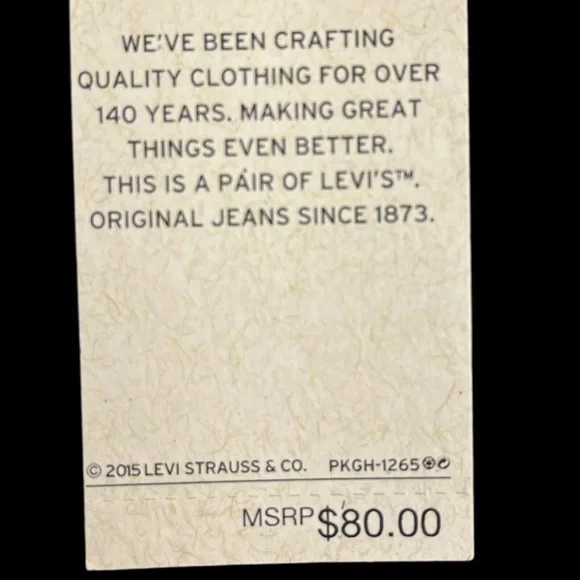 WE'VE BEEN CRAFTING
QUALITY CLOTHING FOR OVER
140 YEARS. MAKING GREAT
THINGS EVEN BETTER.
THIS IS A PAIR OF LEVI'S™.
ORIGINAL JEANS SINCE 1873.
© 2015 LEVI STRAUSS & CO. PKGH-1265
MSRP $80.00